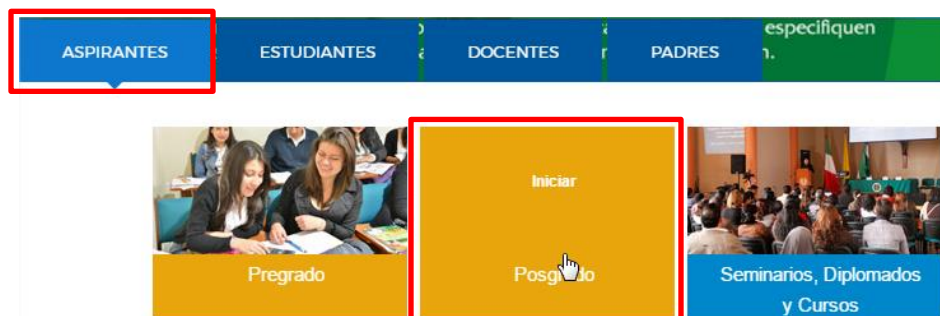 especifiquen
ASPIRANTES ESTUDIANTES DOCENTES PADRES
Iniciar
Pregrado Posgrado Seminarios, Diplomados
y Cursos